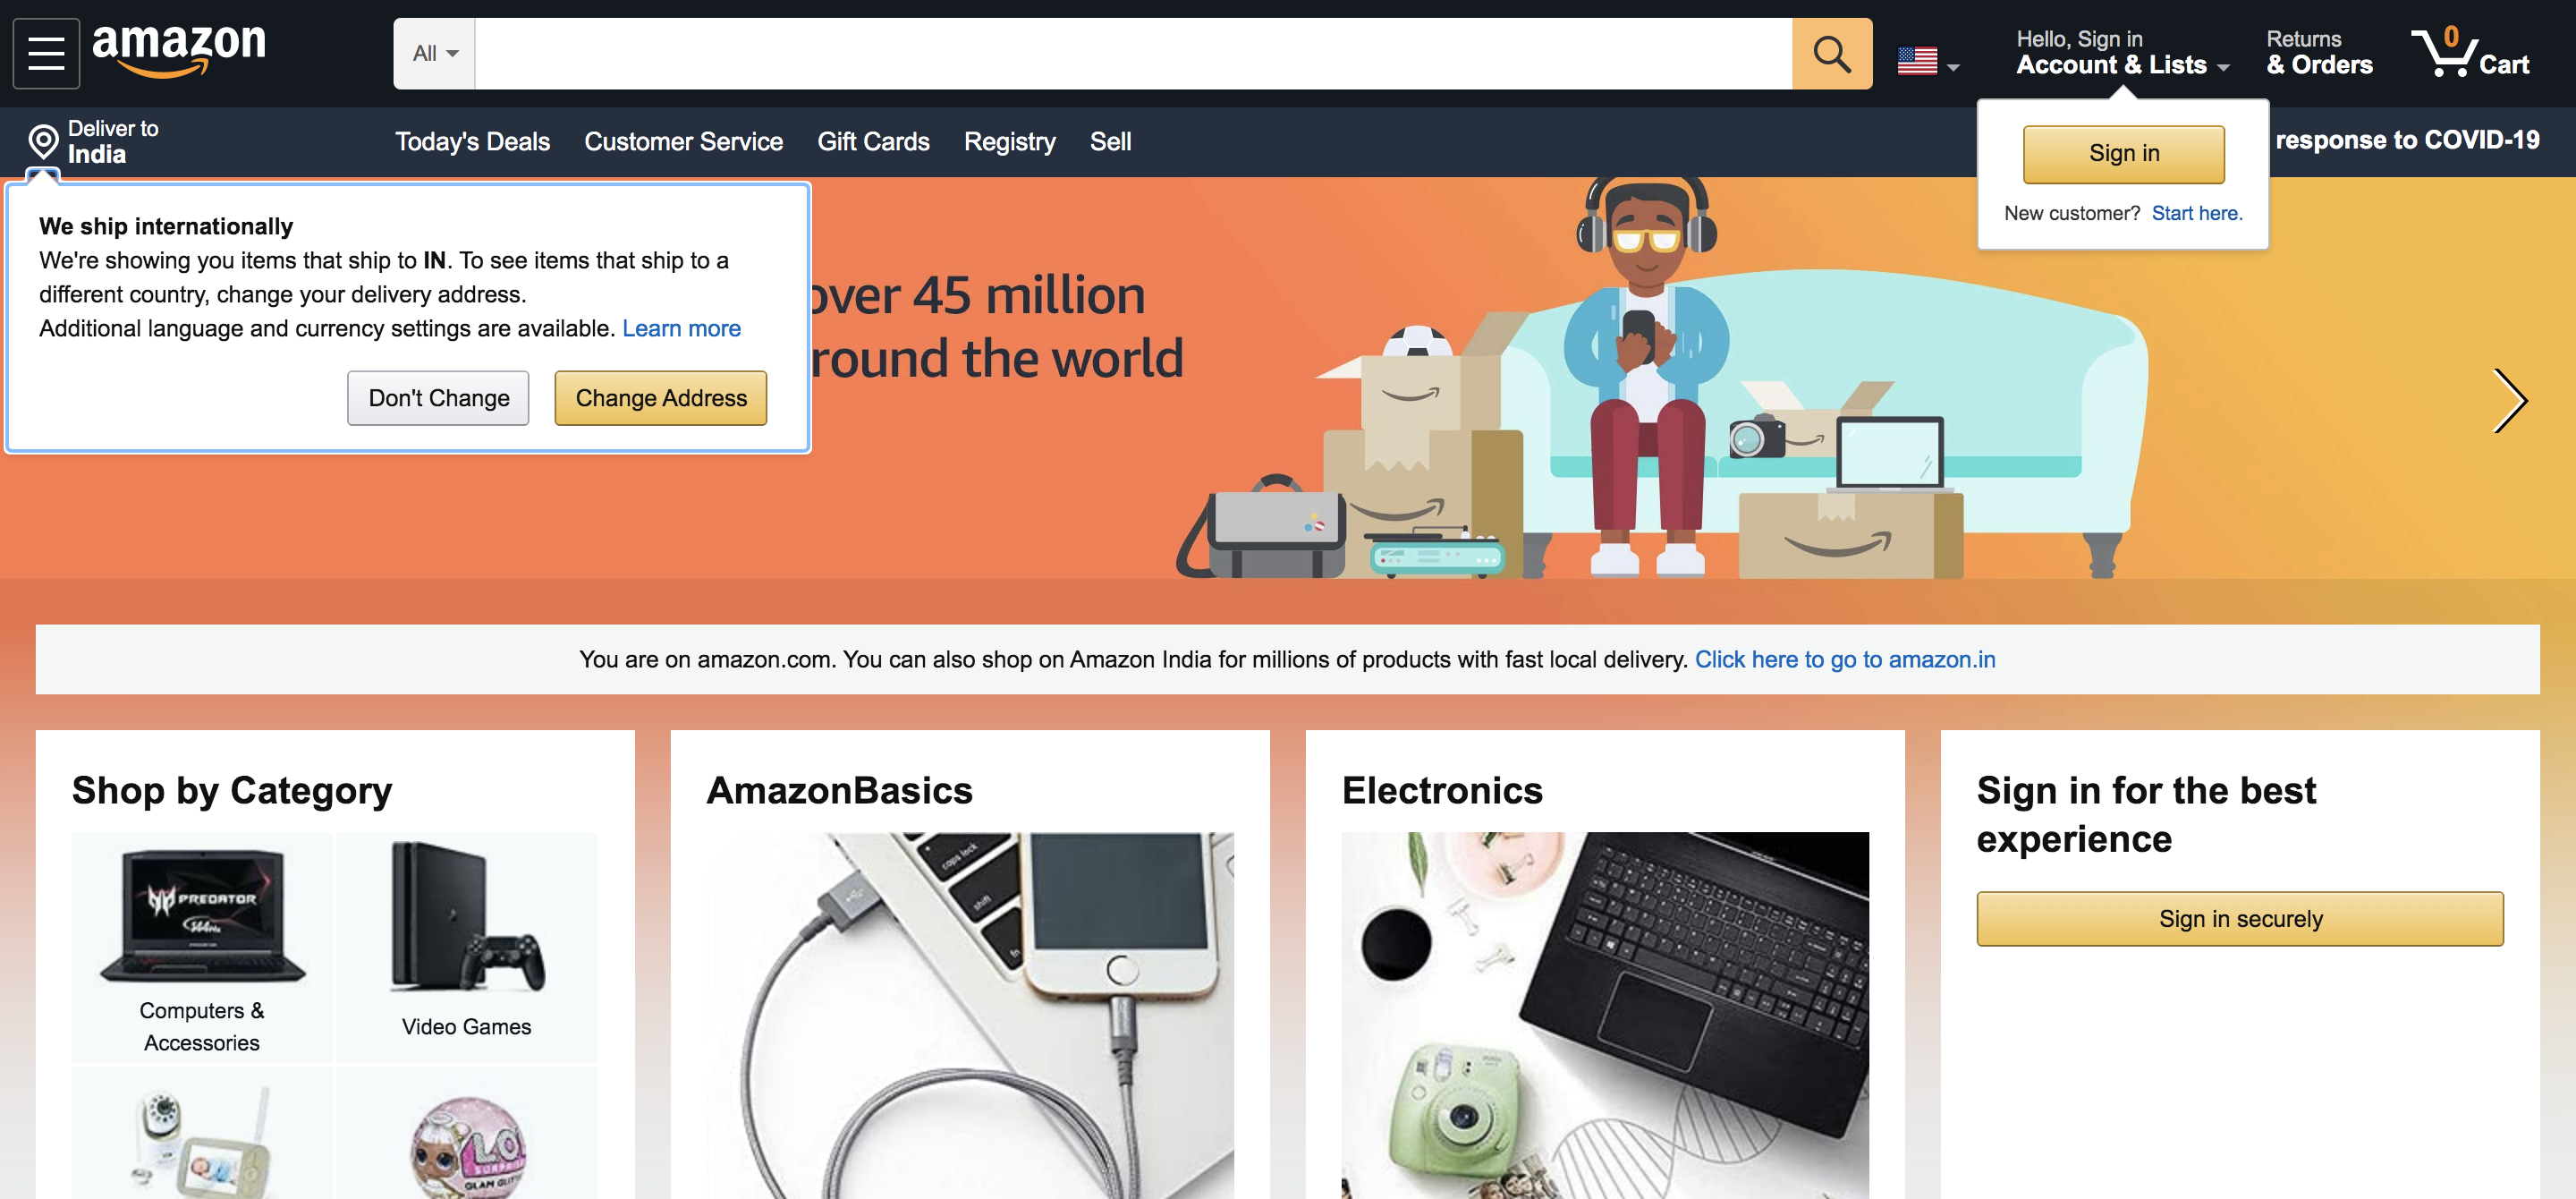 amazon
All
Hello, Sign in
Account & Lists
Returns
& Orders
0
Cart
Deliver to
India
Today's Deals
Customer Service
Gift Cards
Registry
Sell
response to COVID-19
Sign in
New customer? Start here.
We ship internationally
We're showing you items that ship to IN. To see items that ship to a
different country, change your delivery address.
Additional language and currency settings are available. Learn more
Don't Change
Change Address
over 45 million
round the world
You are on amazon.com. You can also shop on Amazon India for millions of products with fast local delivery. Click here to go to amazon.in
Shop by Category
AmazonBasics
Electronics
Sign in for the best
experience
Sign in securely
PREDATOR
Computers &
Accessories
Video Games
caps lock
shift
fn
L.O.
SURPRISE